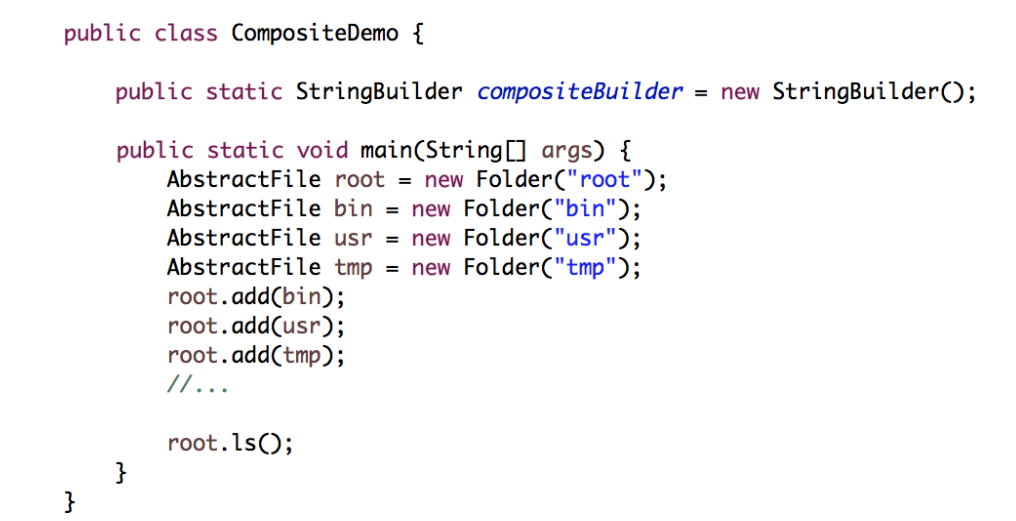 public class CompositeDemo {
public static StringBuilder compositeBuilder = new StringBuilder();
public static void main(String[] args) {
AbstractFile root = new Folder("root");
AbstractFile bin = new Folder("bin");
AbstractFile usr = new Folder("usr");
AbstractFile tmp = new Folder("tmp");
root.add(bin);
root.add(usr);
root.add(tmp);
//...
root.ls();
}
}